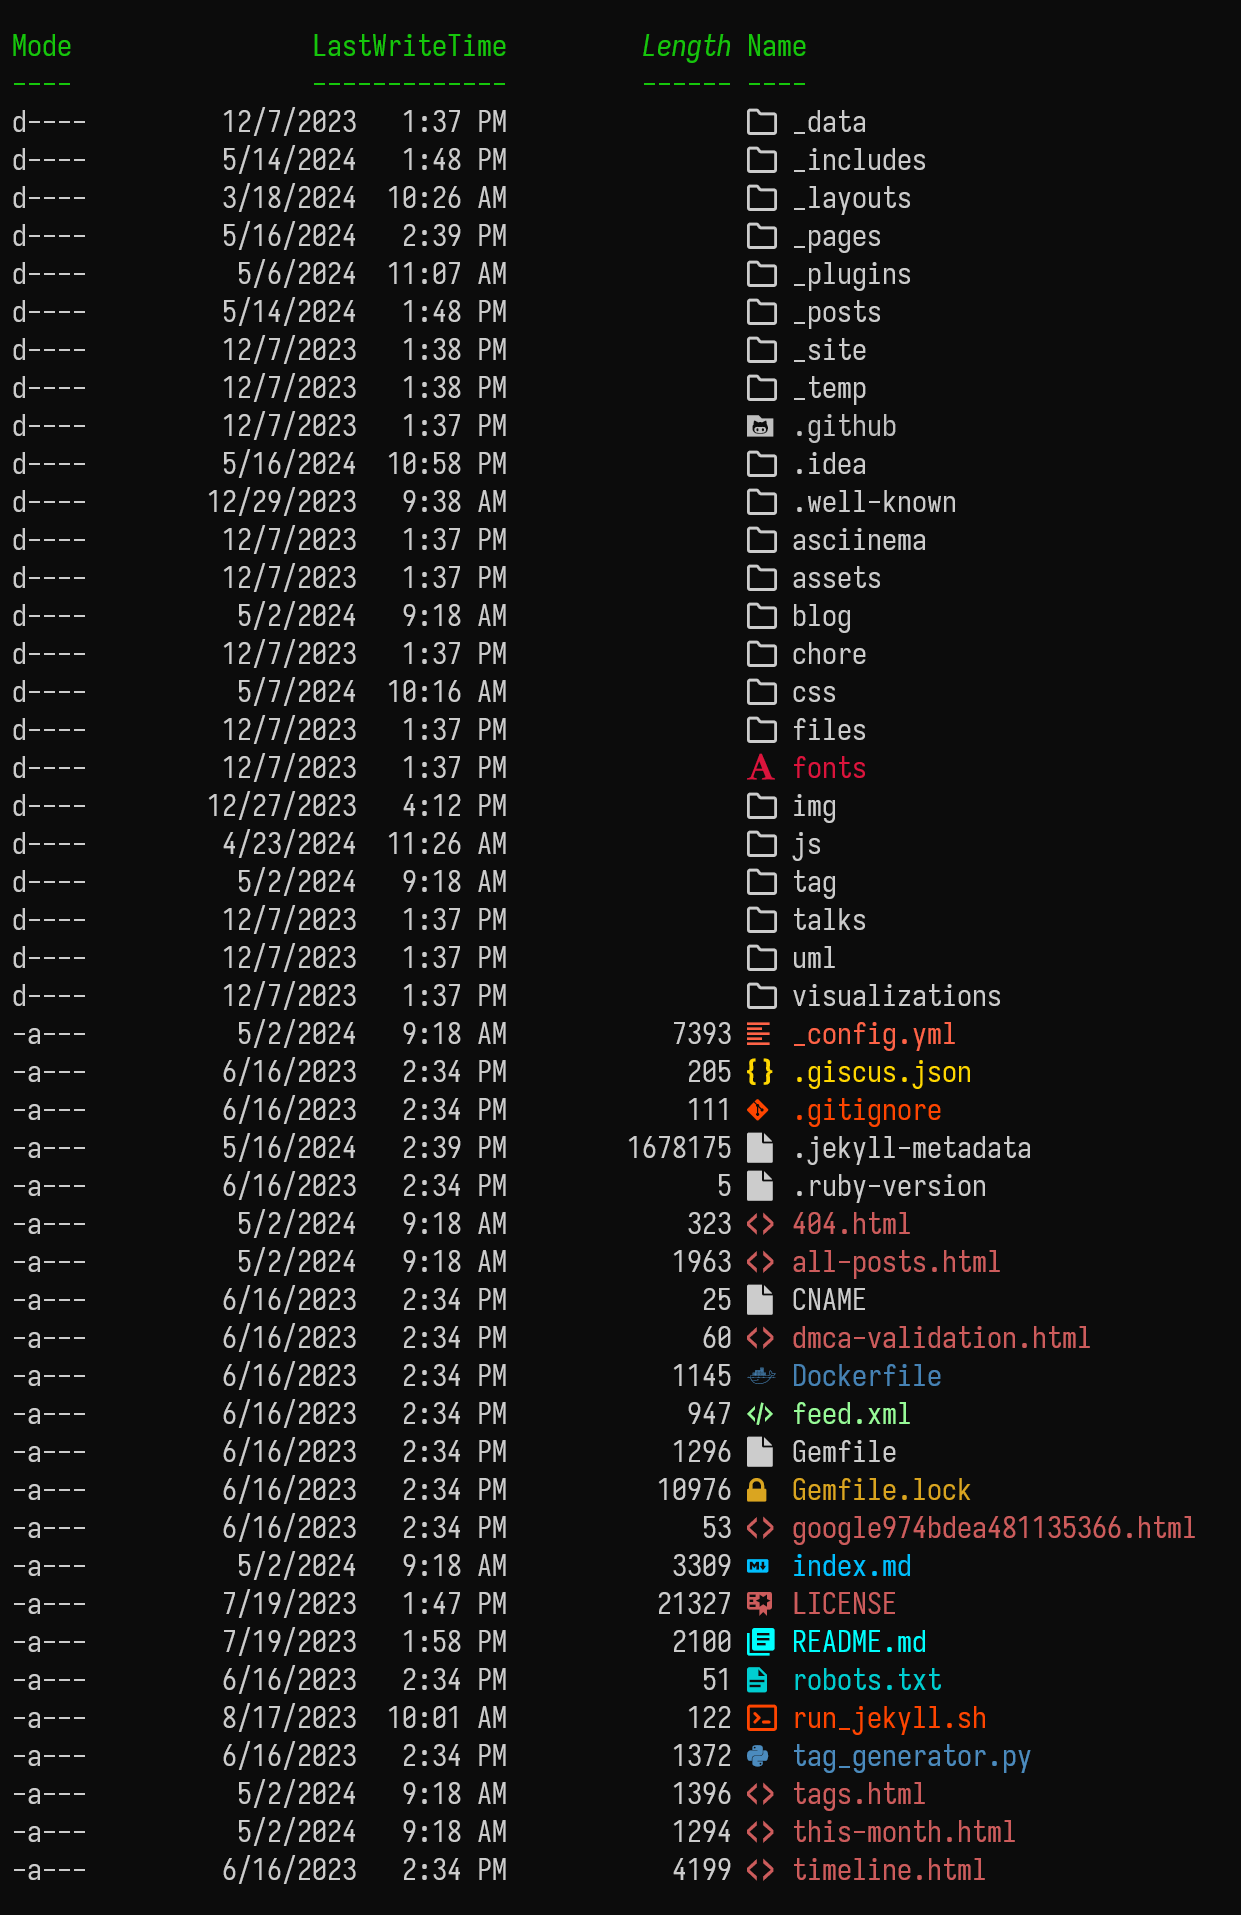 Mode LastWriteTime Length Name
---- ------------- ------ ----
d---- 12/7/2023 1:37 PM _data
d---- 5/14/2024 1:48 PM _includes
d---- 3/18/2024 10:26 AM _layouts
d---- 5/16/2024 2:39 PM _pages
d---- 5/6/2024 11:07 AM _plugins
d---- 5/14/2024 1:48 PM _posts
d---- 12/7/2023 1:38 PM _site
d---- 12/7/2023 1:38 PM _temp
d---- 12/7/2023 1:37 PM .github
d---- 5/16/2024 10:58 PM .idea
d---- 12/29/2023 9:38 AM .well-known
d---- 12/7/2023 1:37 PM asciinema
d---- 12/7/2023 1:37 PM assets
d---- 5/2/2024 9:18 AM blog
d---- 12/7/2023 1:37 PM chore
d---- 5/7/2024 10:16 AM css
d---- 12/7/2023 1:37 PM files
d---- 12/7/2023 1:37 PM fonts
d---- 12/27/2023 4:12 PM img
d---- 4/23/2024 11:26 AM js
d---- 5/2/2024 9:18 AM tag
d---- 12/7/2023 1:37 PM talks
d---- 12/7/2023 1:37 PM uml
d---- 12/7/2023 1:37 PM visualizations
-a--- 5/2/2024 9:18 AM 7393 _config.yml
-a--- 6/16/2023 2:34 PM 205 .giscus.json
-a--- 6/16/2023 2:34 PM 111 .gitignore
-a--- 5/16/2024 2:39 PM 1678175 .jekyll-metadata
-a--- 6/16/2023 2:34 PM 5 .ruby-version
-a--- 5/2/2024 9:18 AM 323 404.html
-a--- 5/2/2024 9:18 AM 1963 all-posts.html
-a--- 6/16/2023 2:34 PM 25 CNAME
-a--- 6/16/2023 2:34 PM 60 dmca-validation.html
-a--- 6/16/2023 2:34 PM 1145 Dockerfile
-a--- 6/16/2023 2:34 PM 947 feed.xml
-a--- 6/16/2023 2:34 PM 1296 Gemfile
-a--- 6/16/2023 2:34 PM 10976 Gemfile.lock
-a--- 6/16/2023 2:34 PM 53 google974bdea481135366.html
-a--- 5/2/2024 9:18 AM 3309 index.md
-a--- 7/19/2023 1:47 PM 21327 LICENSE
-a--- 7/19/2023 1:58 PM 2100 README.md
-a--- 6/16/2023 2:34 PM 51 robots.txt
-a--- 8/17/2023 10:01 AM 122 run_jekyll.sh
-a--- 6/16/2023 2:34 PM 1372 tag_generator.py
-a--- 5/2/2024 9:18 AM 1396 tags.html
-a--- 5/2/2024 9:18 AM 1294 this-month.html
-a--- 6/16/2023 2:34 PM 4199 timeline.html